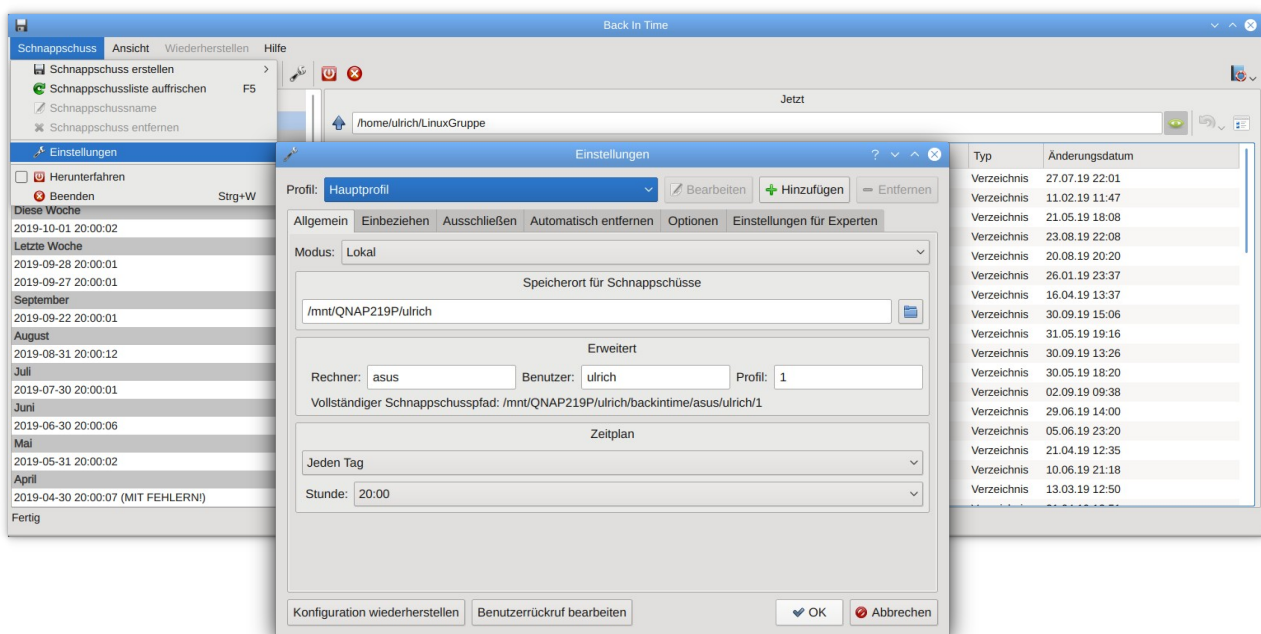 Back In Time
Schnappschuss Ansicht Wiederherstellen Hilfe
Schnappschuss erstellen
Schnappschussliste auffrischen F5
Schnappschussname
Schnappschuss entfernen
Einstellungen
Herunterfahren
Beenden Strg+W
Diese Woche
2019-10-01 20:00:02
Letzte Woche
2019-09-28 20:00:01
2019-09-27 20:00:01
September
2019-09-22 20:00:01
August
2019-08-31 20:00:12
Juli
2019-07-30 20:00:01
Juni
2019-06-30 20:00:06
Mai
2019-05-31 20:00:02
April
2019-04-30 20:00:07 (MIT FEHLERN!)
Fertig
Jetzt
/home/ulrich/LinuxGruppe
Einstellungen
Profil: Hauptprofil Bearbeiten Hinzufügen Entfernen
Allgemein Einbeziehen Ausschließen Automatisch entfernen Optionen Einstellungen für Experten
Modus: Lokal
Speicherort für Schnappschüsse
/mnt/QNAP219P/ulrich
Erweitert
Rechner: asus Benutzer: ulrich Profil: 1
Vollständiger Schnappschusspfad: /mnt/QNAP219P/ulrich/backintime/asus/ulrich/1
Zeitplan
Jeden Tag
Stunde: 20:00
Konfiguration wiederherstellen Benutzerrückruf bearbeiten OK Abbrechen
Typ Änderungsdatum
Verzeichnis 27.07.19 22:01
Verzeichnis 11.02.19 11:47
Verzeichnis 21.05.19 18:08
Verzeichnis 23.08.19 22:08
Verzeichnis 20.08.19 20:20
Verzeichnis 26.01.19 23:37
Verzeichnis 16.04.19 13:37
Verzeichnis 30.09.19 15:06
Verzeichnis 31.05.19 19:16
Verzeichnis 30.09.19 13:26
Verzeichnis 30.05.19 18:20
Verzeichnis 02.09.19 09:38
Verzeichnis 29.06.19 14:00
Verzeichnis 05.06.19 23:20
Verzeichnis 21.04.19 12:35
Verzeichnis 10.06.19 21:18
Verzeichnis 13.03.19 12:50